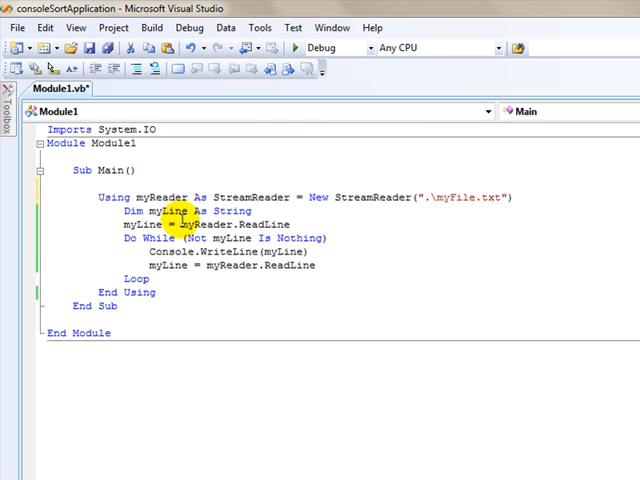 consoleSortApplication - Microsoft Visual Studio
File Edit View Project Build Debug Data Tools Test Window Help
Debug Any CPU
Module1.vb*
Toolbox
Module1 Main
Imports System.IO
Module Module1
Sub Main()
Using myReader As StreamReader = New StreamReader(".\myFile.txt")
Dim myLine As String
myLine = myReader.ReadLine
Do While (Not myLine Is Nothing)
Console.WriteLine(myLine)
myLine = myReader.ReadLine
Loop
End Using
End Sub
End Module